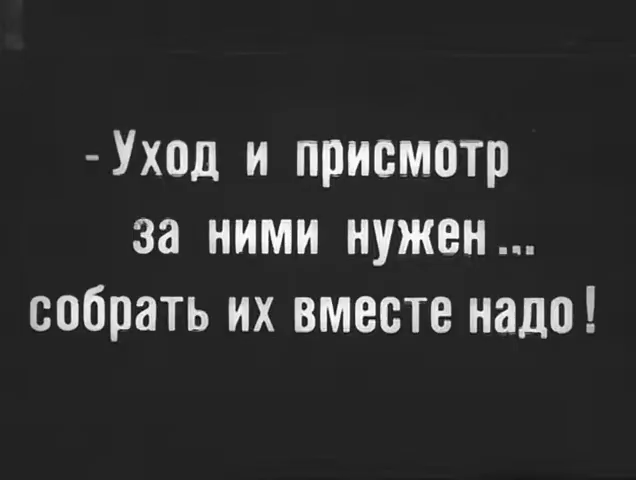 - Уход и присмотр
за ними нужен...
собрать их вместе надо!